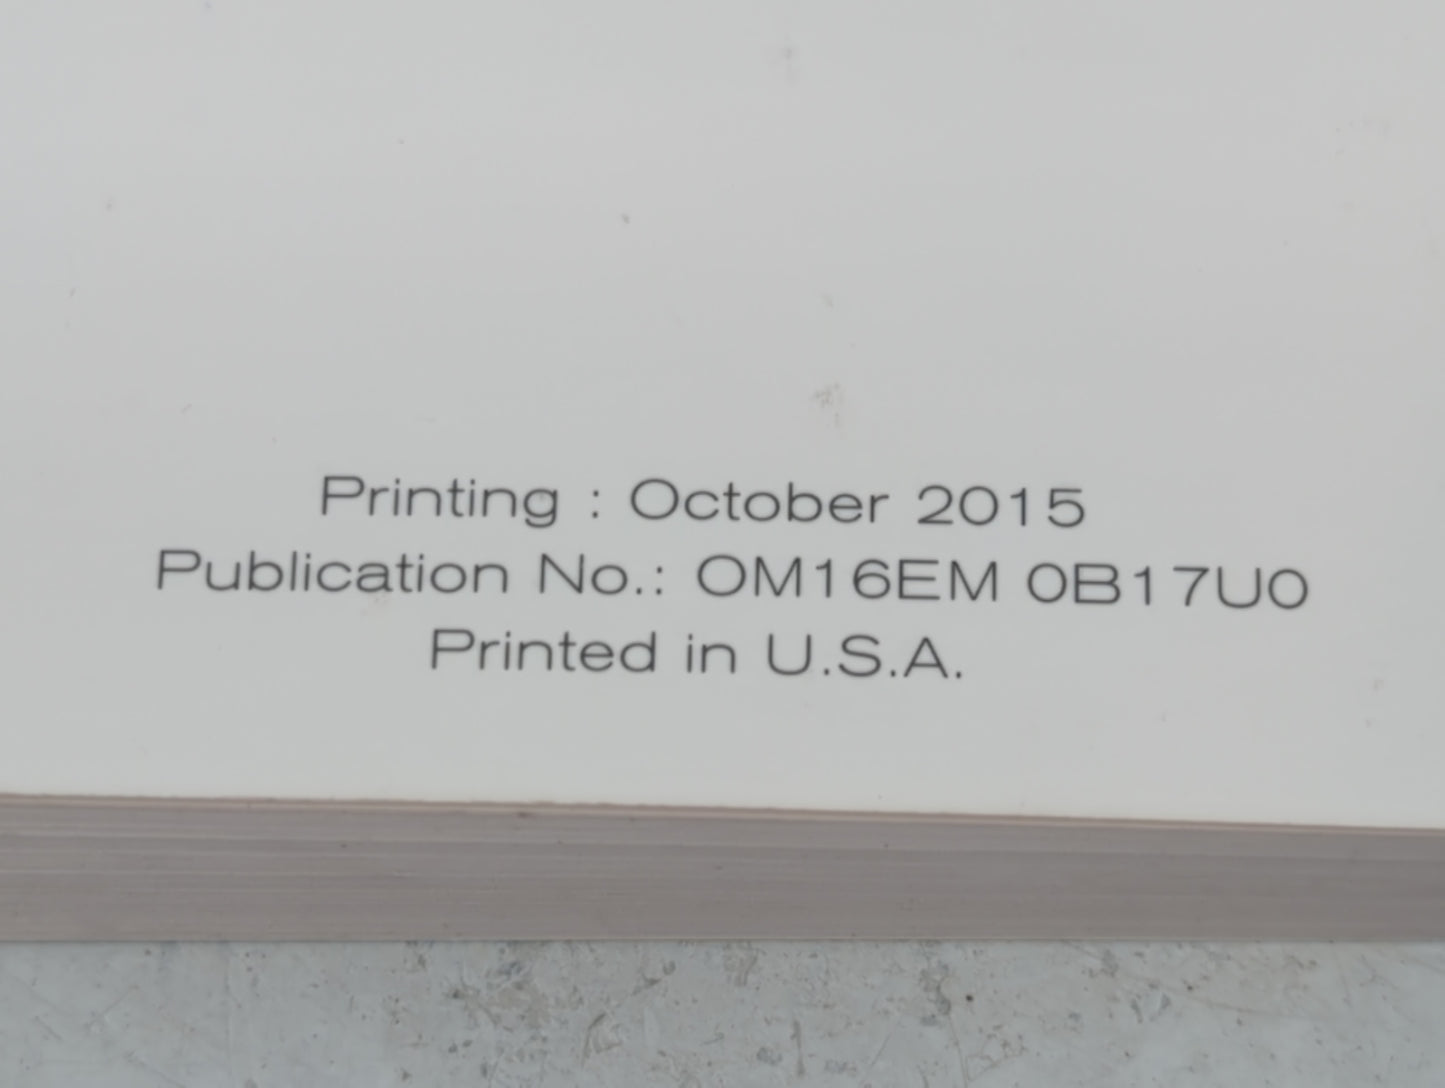 Printing : October 2015
Publication No.: OM16EM 0B17U0
Printed in U.S.A.